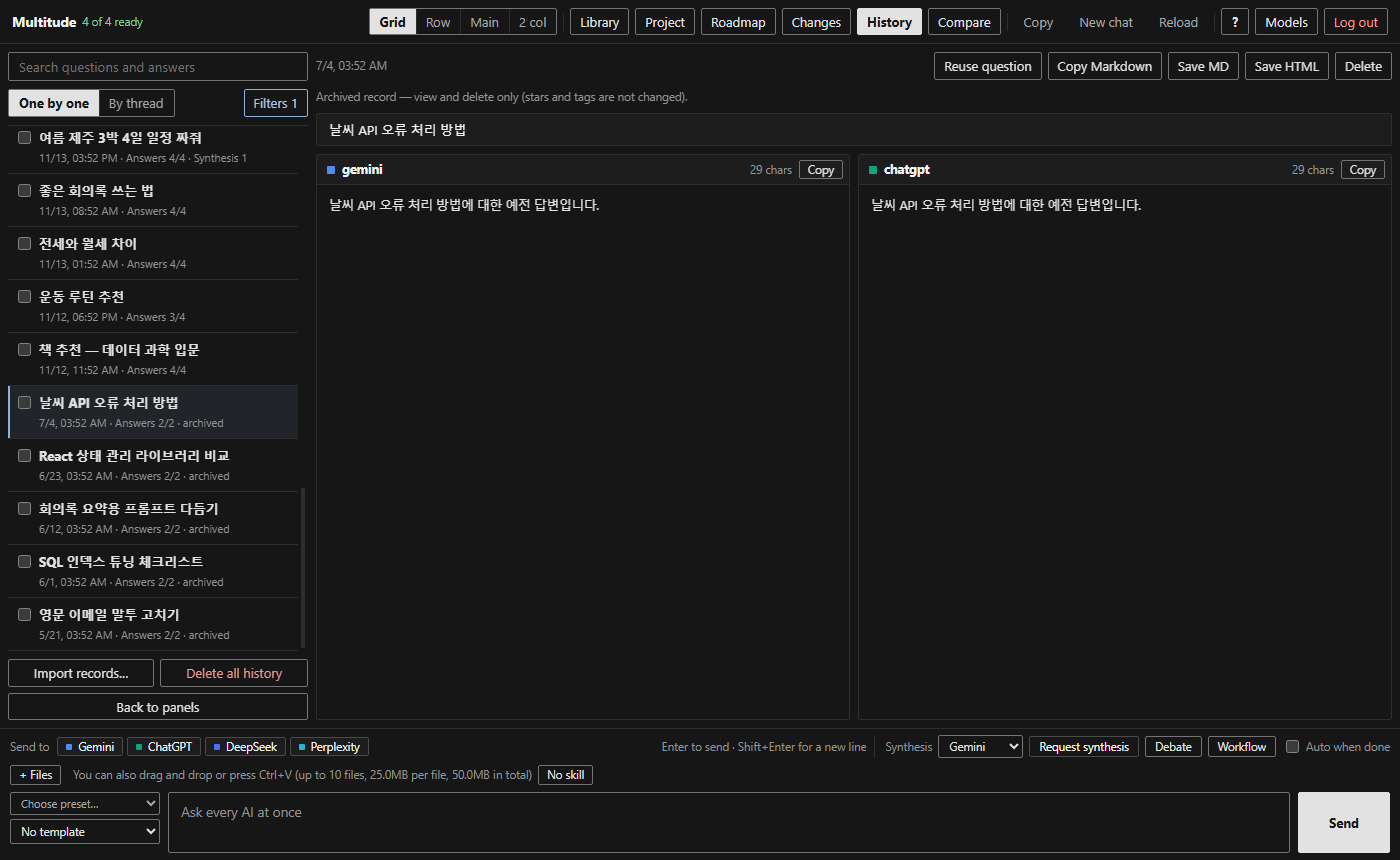 Multitude 4 of 4 ready
Grid Row Main 2 col Library Project Roadmap Changes History Compare Copy New chat Reload ? Models Log out
Search questions and answers
One by one By thread Filters 1
여름 제주 3박 4일 일정 짜줘
11/13, 03:52 PM · Answers 4/4 · Synthesis 1
좋은 회의록 쓰는 법
11/13, 08:52 AM · Answers 4/4
전세와 월세 차이
11/13, 01:52 AM · Answers 4/4
운동 루틴 추천
11/12, 06:52 PM · Answers 3/4
책 추천 — 데이터 과학 입문
11/12, 11:52 AM · Answers 4/4
날씨 API 오류 처리 방법
7/4, 03:52 AM · Answers 2/2 · archived
React 상태 관리 라이브러리 비교
6/23, 03:52 AM · Answers 2/2 · archived
회의록 요약용 프롬프트 다듬기
6/12, 03:52 AM · Answers 2/2 · archived
SQL 인덱스 튜닝 체크리스트
6/1, 03:52 AM · Answers 2/2 · archived
영문 이메일 말투 고치기
5/21, 03:52 AM · Answers 2/2 · archived
Import records... Delete all history
Back to panels
7/4, 03:52 AM Reuse question Copy Markdown Save MD Save HTML Delete
Archived record — view and delete only (stars and tags are not changed).
날씨 API 오류 처리 방법
gemini 29 chars Copy
날씨 API 오류 처리 방법에 대한 예전 답변입니다.
chatgpt 29 chars Copy
날씨 API 오류 처리 방법에 대한 예전 답변입니다.
Send to Gemini ChatGPT DeepSeek Perplexity Enter to send · Shift+Enter for a new line Synthesis Gemini Request synthesis Debate Workflow Auto when done
+ Files You can also drag and drop or press Ctrl+V (up to 10 files, 25.0MB per file, 50.0MB in total) No skill
Choose preset...
No template
Ask every AI at once
Send